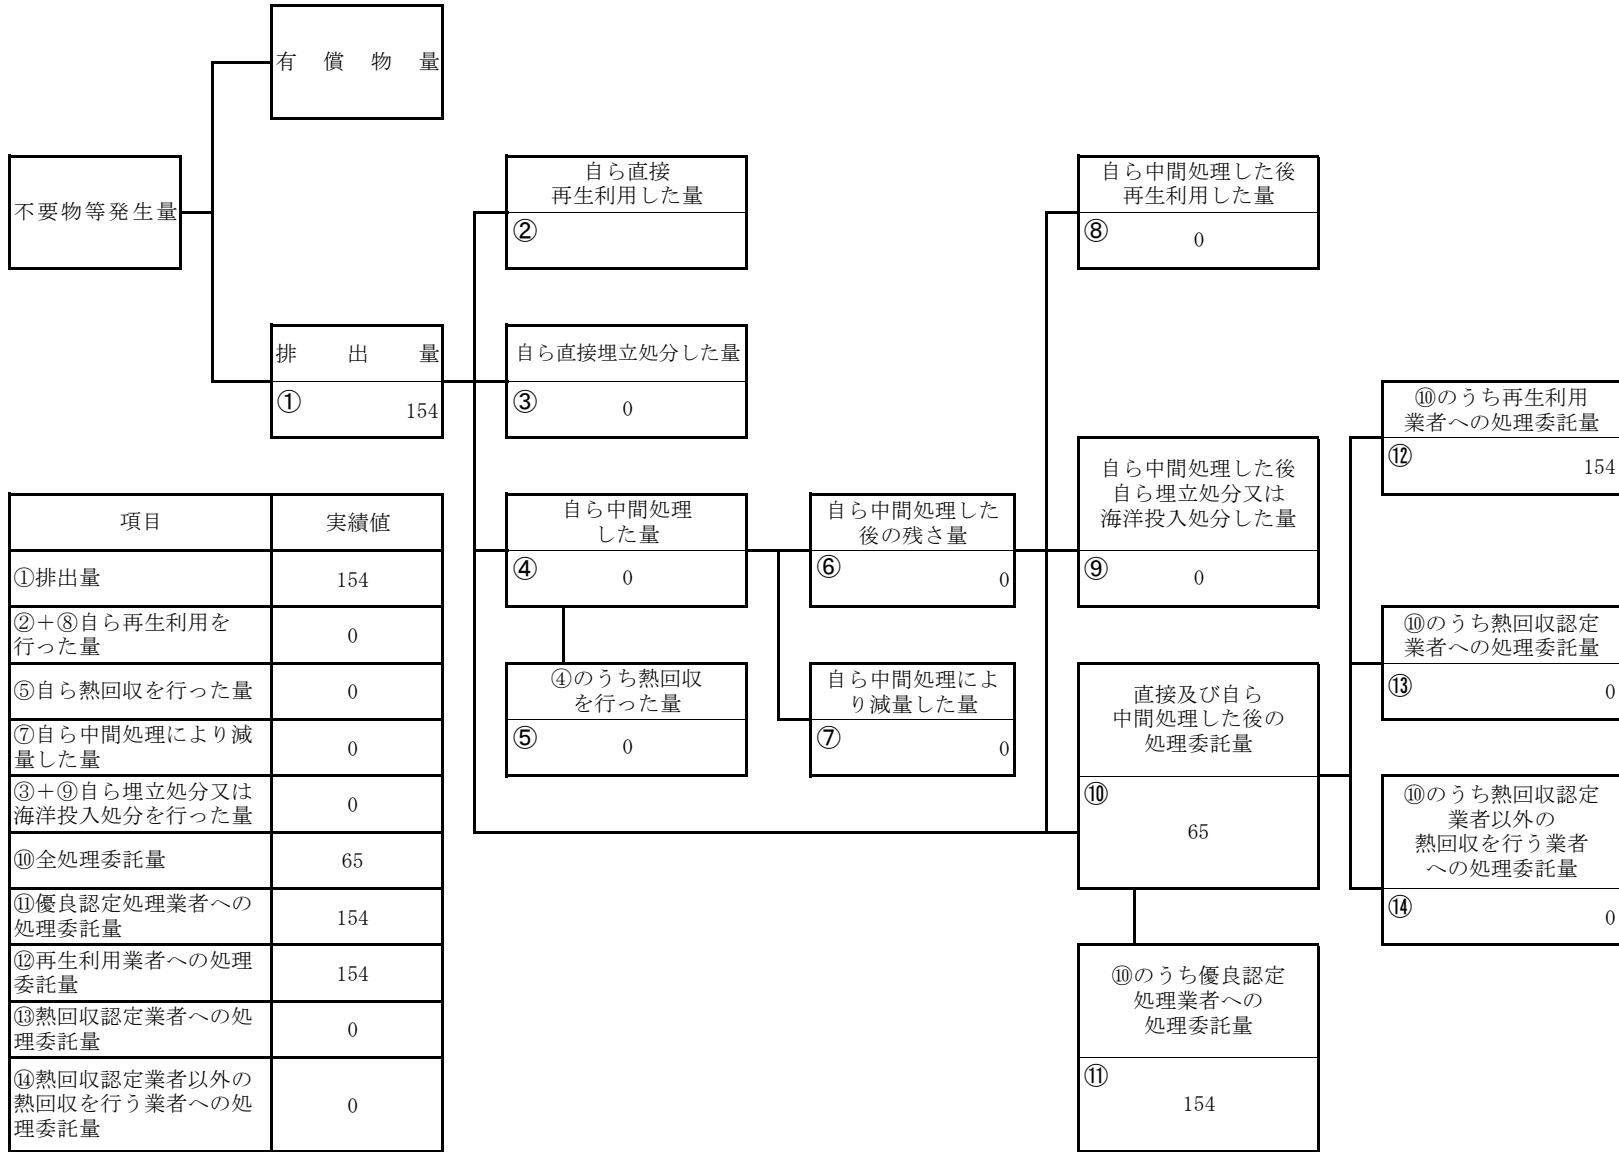 有償物量
不要物等発生量
排出量
① 154
自ら直接
再生利用した量
②
自ら直接埋立処分した量
③ 0
自ら中間処理
した量
④ 0
④のうち熱回収
を行った量
⑤ 0
自ら中間処理した
後の残さ量
⑥ 0
自ら中間処理によ
り減量した量
⑦ 0
自ら中間処理した後
再生利用した量
⑧ 0
自ら中間処理した後
自ら埋立処分又は
海洋投入処分した量
⑨ 0
直接及び自ら
中間処理した後の
処理委託量
⑩
65
⑩のうち優良認定
処理業者への
処理委託量
⑪
154
⑩のうち再生利用
業者への処理委託量
⑫ 154
⑩のうち熱回収認定
業者への処理委託量
⑬ 0
⑩のうち熱回収認定
業者以外の
熱回収を行う業者
への処理委託量
⑭ 0
項目 実績値
①排出量 154
②＋⑧自ら再生利用を
行った量 0
⑤自ら熱回収を行った量 0
⑦自ら中間処理により減
量した量 0
③＋⑨自ら埋立処分又は
海洋投入処分を行った量 0
⑩全処理委託量 65
⑪優良認定処理業者への
処理委託量 154
⑫再生利用業者への処理
委託量 154
⑬熱回収認定業者への処
理委託量 0
⑭熱回収認定業者以外の
熱回収を行う業者への処
理委託量 0